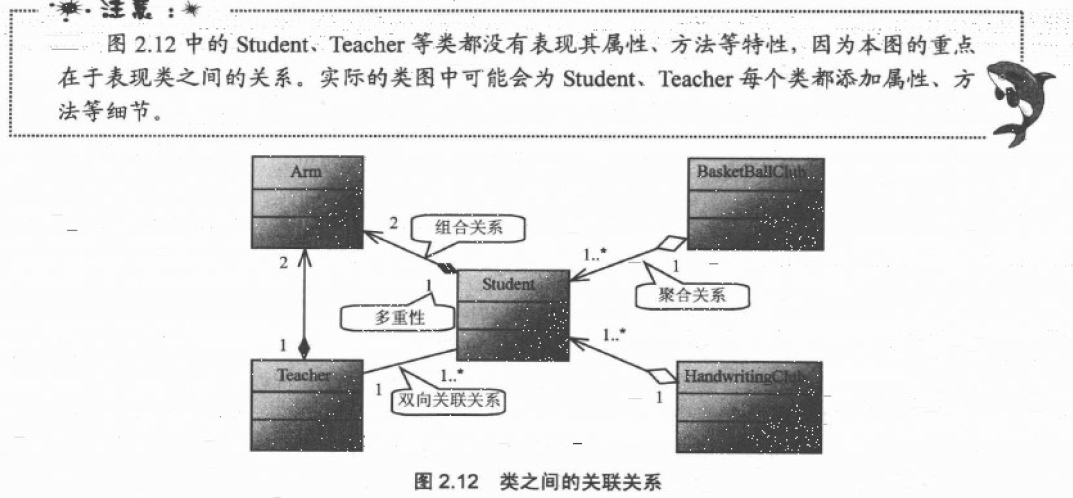 注意：
图 2.12 中的 Student、Teacher 等类都没有表现其属性、方法等特性，因为本图的重点
在于表现类之间的关系。实际的类图中可能会为 Student、Teacher 每个类都添加属性、方
法等细节。
Arm
BasketBallClub
2
组合关系
1..*
1
2
Student
聚合关系
1
多重性
1..*
1
Teacher
1..*
HandwritingClub
1
双向关联关系
1
图 2.12 类之间的关联关系